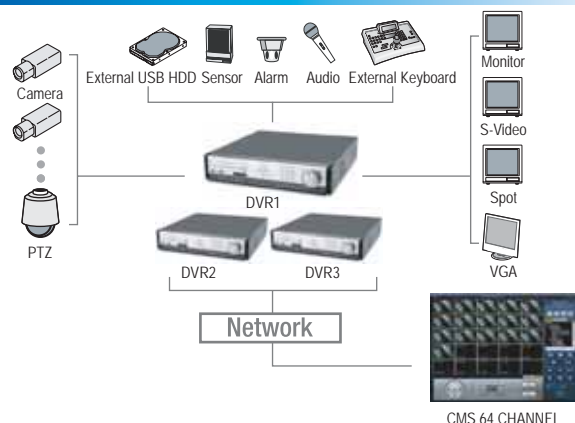 External USB HDD Sensor Alarm Audio External Keyboard
Camera
PTZ
DVR1
DVR2
DVR3
Monitor
S-Video
Spot
VGA
Network
CMS 64 CHANNEL